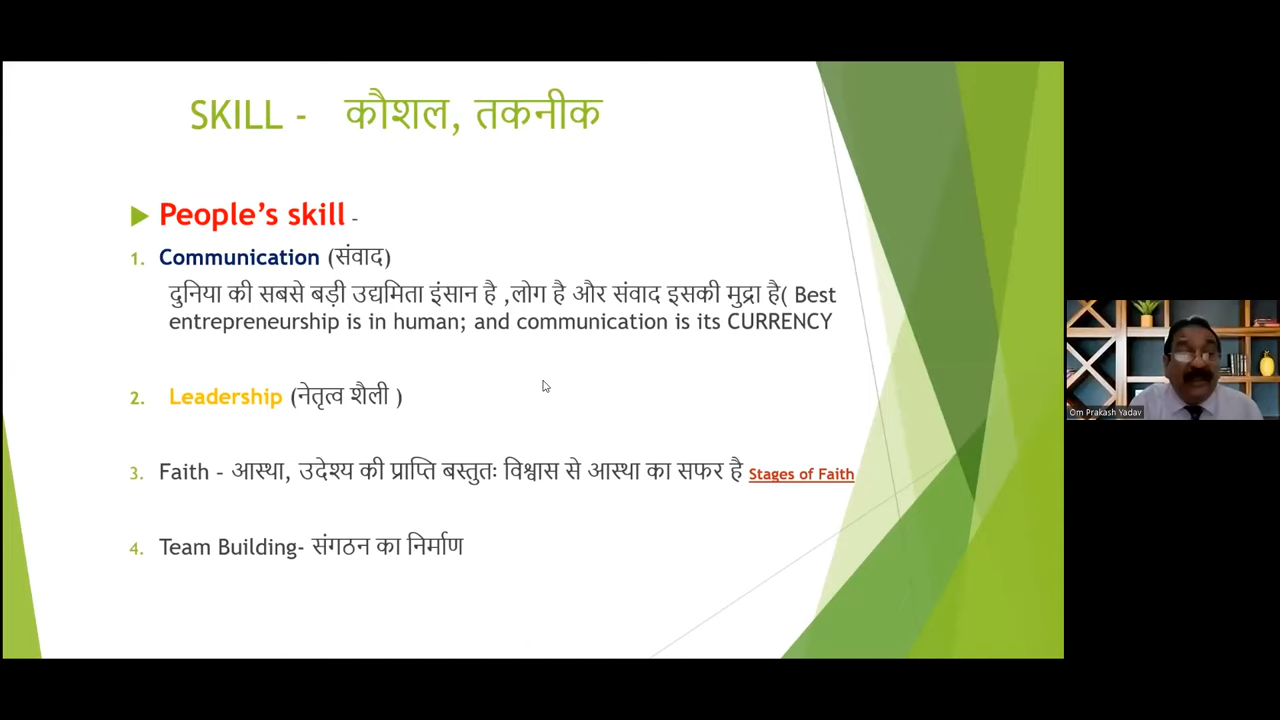 SKILL - कौशल, तकनीक
People’s skill -
1. Communication (संवाद)
दुनिया की सबसे बड़ी उद्यमिता इंसान है ,लोग है और संवाद इसकी मुद्रा है( Best
entrepreneurship is in human; and communication is its CURRENCY
2. Leadership (नेतृत्व शैली )
3. Faith – आस्था, उदेश्य की प्राप्ति बस्तुतः विश्वास से आस्था का सफर है Stages of Faith
4. Team Building- संगठन का निर्माण
Om Prakash Yadav